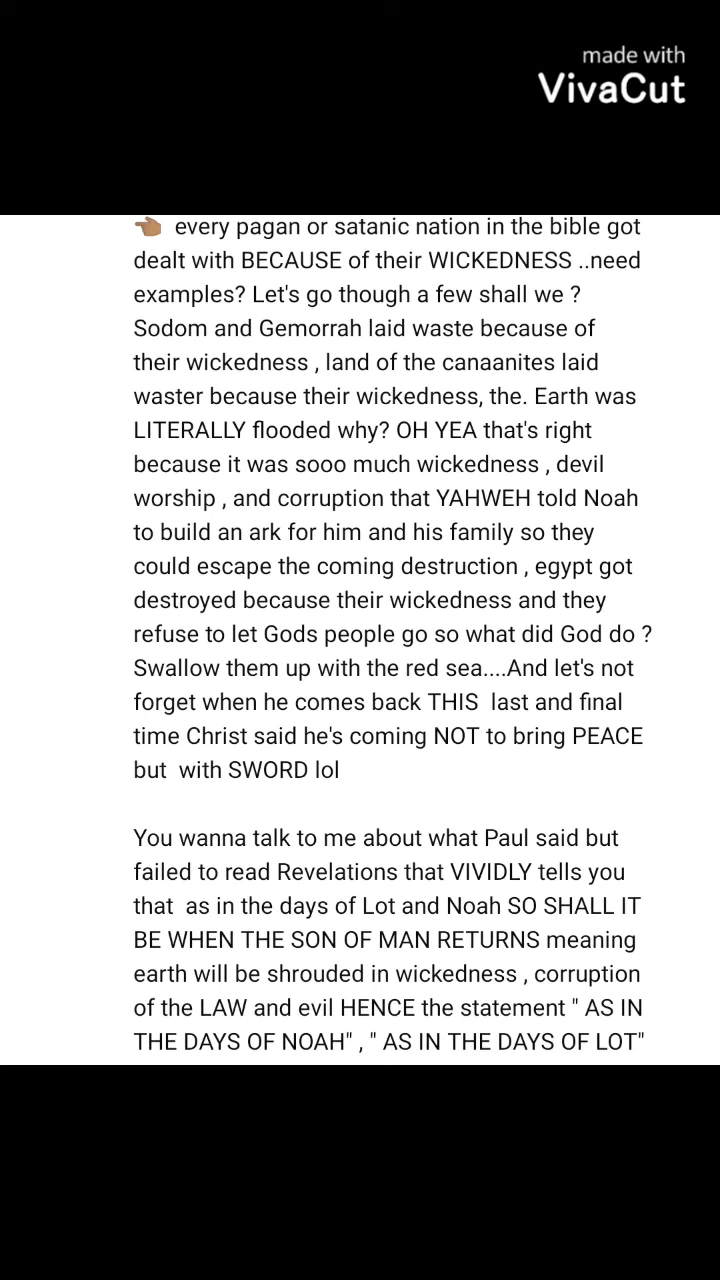 made with
VivaCut
👈🏽 every pagan or satanic nation in the bible got
dealt with BECAUSE of their WICKEDNESS ..need
examples? Let's go though a few shall we ?
Sodom and Gemorrah laid waste because of
their wickedness , land of the canaanites laid
waster because their wickedness, the. Earth was
LITERALLY flooded why? OH YEA that's right
because it was sooo much wickedness , devil
worship , and corruption that YAHWEH told Noah
to build an ark for him and his family so they
could escape the coming destruction , egypt got
destroyed because their wickedness and they
refuse to let Gods people go so what did God do ?
Swallow them up with the red sea....And let's not
forget when he comes back THIS  last and final
time Christ said he's coming NOT to bring PEACE
but  with SWORD lol
You wanna talk to me about what Paul said but
failed to read Revelations that VIVIDLY tells you
that  as in the days of Lot and Noah SO SHALL IT
BE WHEN THE SON OF MAN RETURNS meaning
earth will be shrouded in wickedness , corruption
of the LAW and evil HENCE the statement " AS IN
THE DAYS OF NOAH" , " AS IN THE DAYS OF LOT"